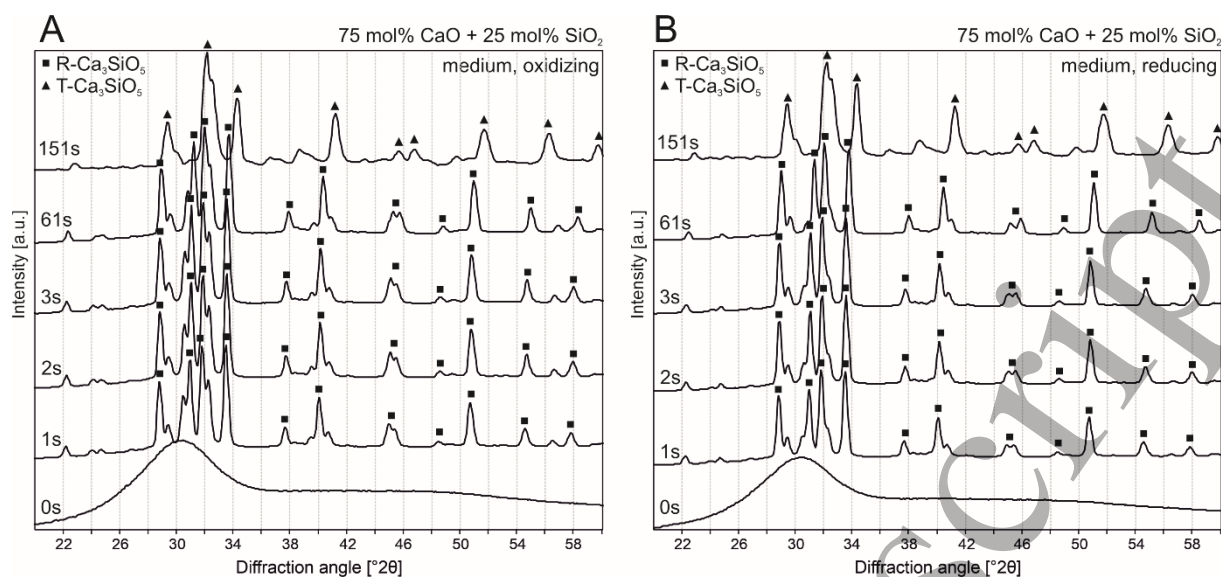 A
75 mol% CaO + 25 mol% SiO₂
■ R-Ca₃SiO₅
▲ T-Ca₃SiO₅
medium, oxidizing
151s
61s
3s
2s
1s
0s
Intensity [a.u.]
22 26 30 34 38 42 46 50 54 58
Diffraction angle [°2θ]
B
75 mol% CaO + 25 mol% SiO₂
■ R-Ca₃SiO₅
▲ T-Ca₃SiO₅
medium, reducing
151s
61s
3s
2s
1s
0s
Intensity [a.u.]
22 26 30 34 38 42 46 50 54 58
Diffraction angle [°2θ]
script